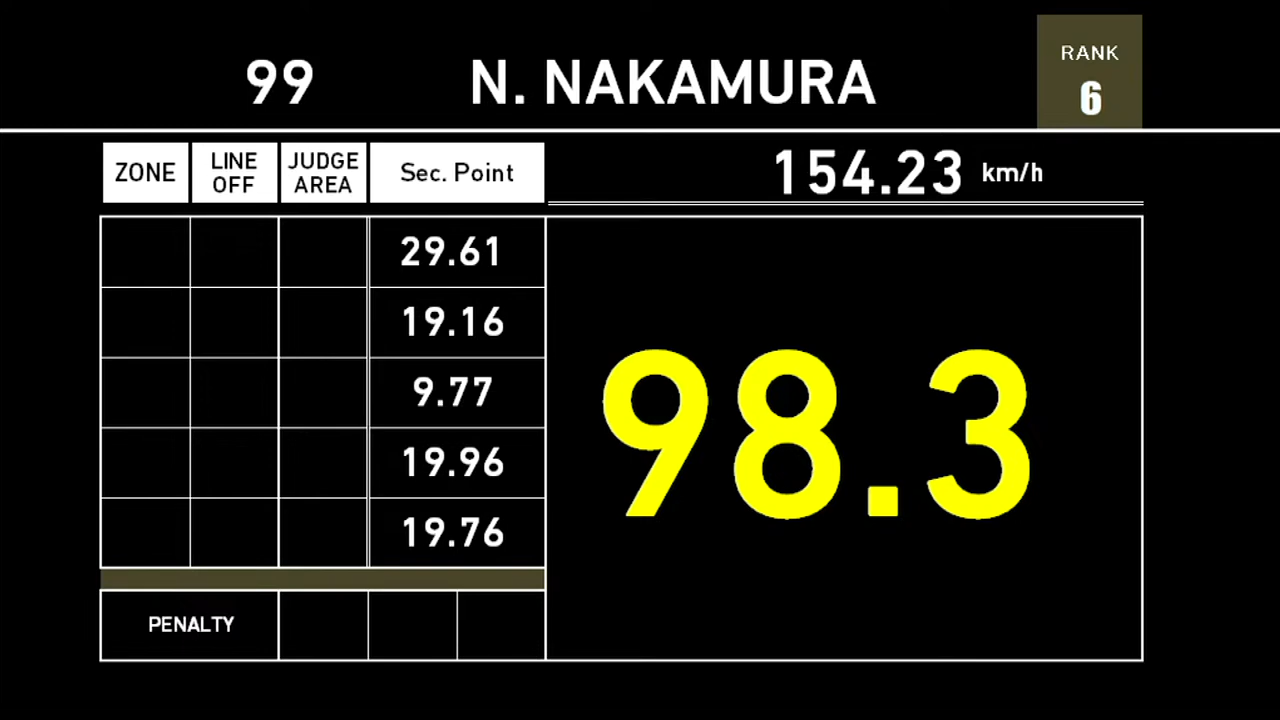 99 N. NAKAMURA
RANK
6
ZONE
LINE
OFF
JUDGE
AREA
Sec. Point
154.23 km/h
29.61
19.16
9.77
19.96
19.76
98.3
PENALTY